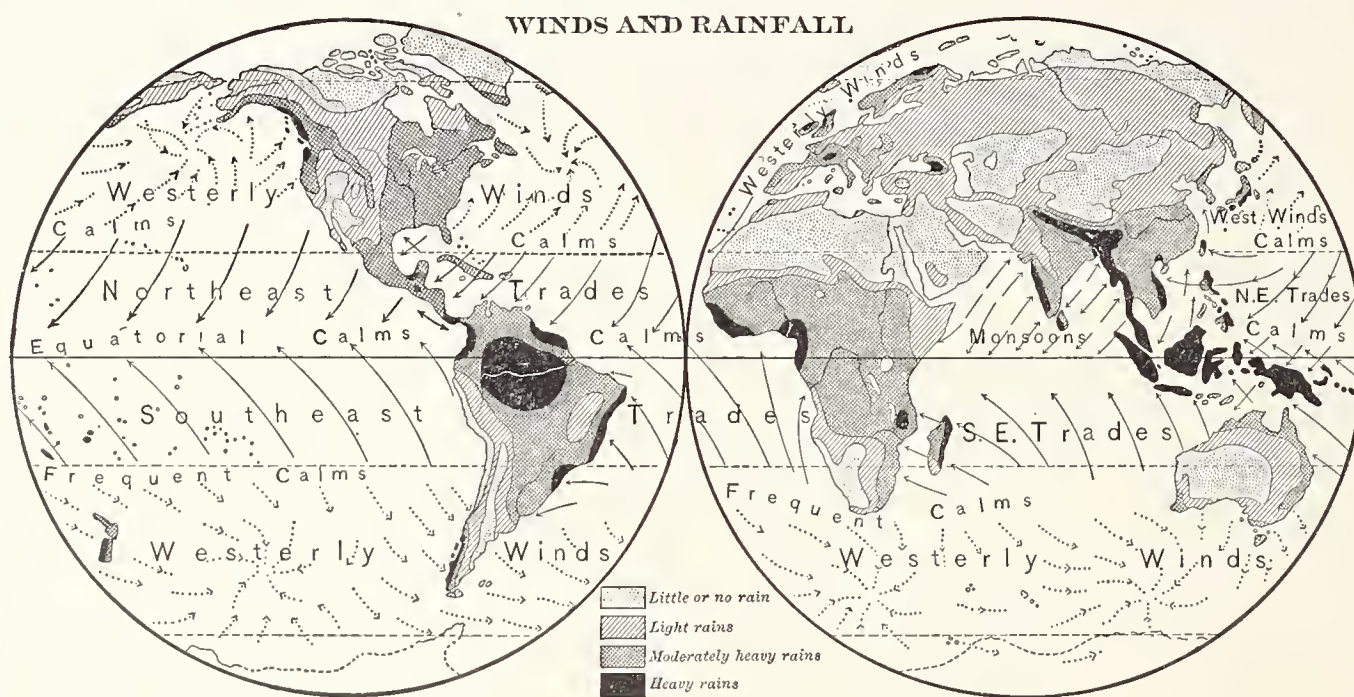 WINDS AND RAINFALL
Westerly Winds
Calms Calms
Northeast Trades
Equatorial Calms Calms
Southeast Trades
Frequent Calms
Westerly Winds
Westerly Winds
West Winds
Calms
N.E. Trades
Monsoons
Calms
S.E. Trades
Frequent Calms
Westerly Winds
Little or no rain
Light rains
Moderately heavy rains
Heavy rains